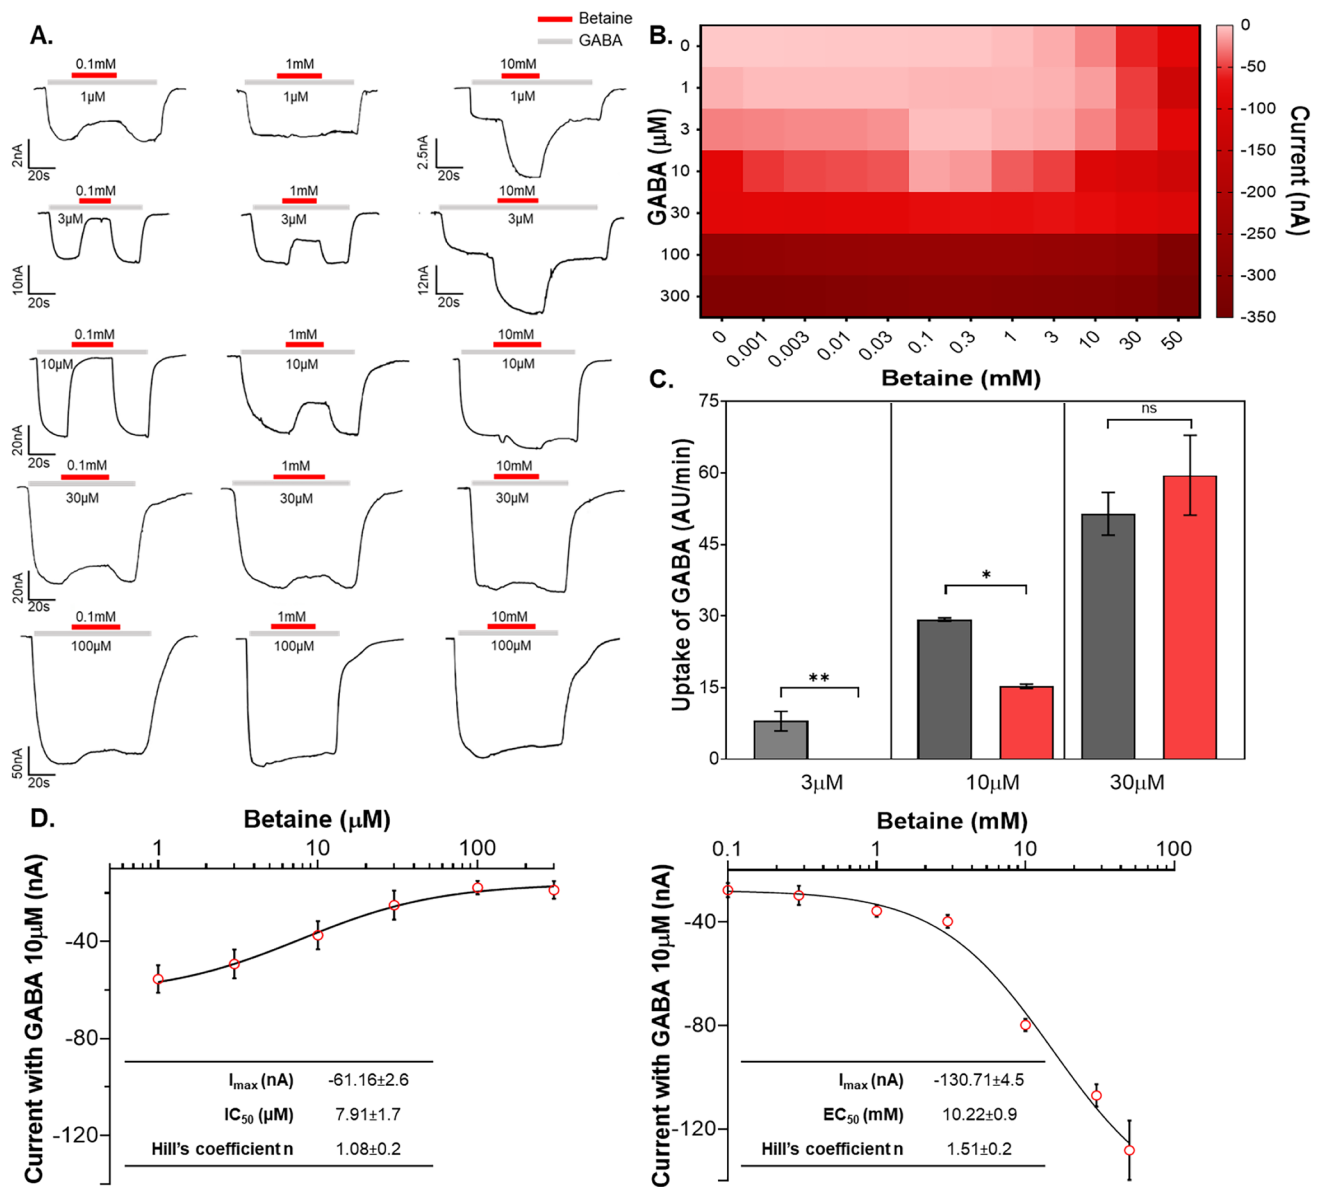 A.
Betaine
GABA
0.1mM
1μM
2nA
20s
1mM
1μM
10mM
1μM
2.5nA
20s
0.1mM
3μM
10nA
20s
1mM
3μM
10mM
3μM
12nA
20s
0.1mM
10μM
20nA
20s
1mM
10μM
10mM
10μM
0.1mM
30μM
20nA
20s
1mM
30μM
10mM
30μM
0.1mM
100μM
50nA
20s
1mM
100μM
10mM
100μM
B.
GABA (μM)
0
1
3
10
30
100
300
0
0.001
0.003
0.01
0.03
0.1
0.3
1
3
10
30
50
Betaine (mM)
0
-50
-100
-150
-200
-250
-300
-350
Current (nA)
C.
Uptake of GABA (AU/min)
75
60
45
30
15
0
**
*
ns
3μM
10μM
30μM
D.
Betaine (μM)
1
10
100
Current with GABA 10μM (nA)
-40
-80
-120
Imax (nA) -61.16±2.6
IC50 (μM) 7.91±1.7
Hill's coefficient n 1.08±0.2
Betaine (mM)
0.1
1
10
100
Current with GABA 10μM (nA)
-40
-80
-120
Imax (nA) -130.71±4.5
EC50 (mM) 10.22±0.9
Hill's coefficient n 1.51±0.2